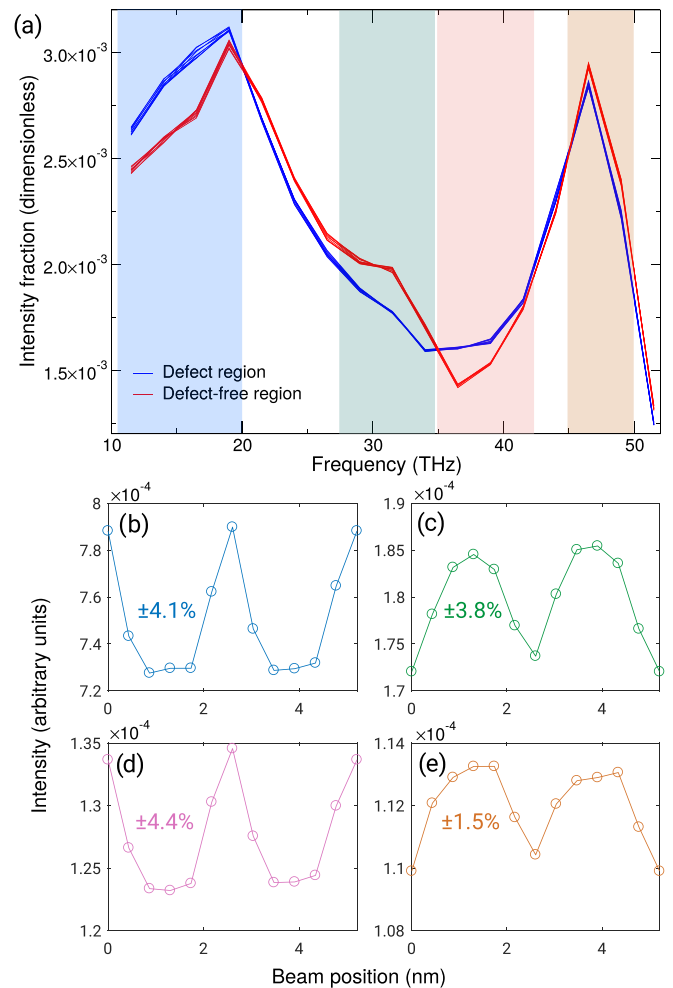 (a)
3.0×10-3
2.5×10-3
2.0×10-3
1.5×10-3
Intensity fraction (dimensionless)
Defect region
Defect-free region
10 20 30 40 50
Frequency (THz)
×10-4
8
7.8
7.6
7.4
7.2
(b)
±4.1%
0 2 4
×10-4
1.9
1.85
1.8
1.75
1.7
(c)
±3.8%
0 2 4
Intensity (arbitrary units)
×10-4
1.35
1.3
1.25
1.2
(d)
±4.4%
0 2 4
×10-4
1.14
1.12
1.1
1.08
(e)
±1.5%
0 2 4
Beam position (nm)